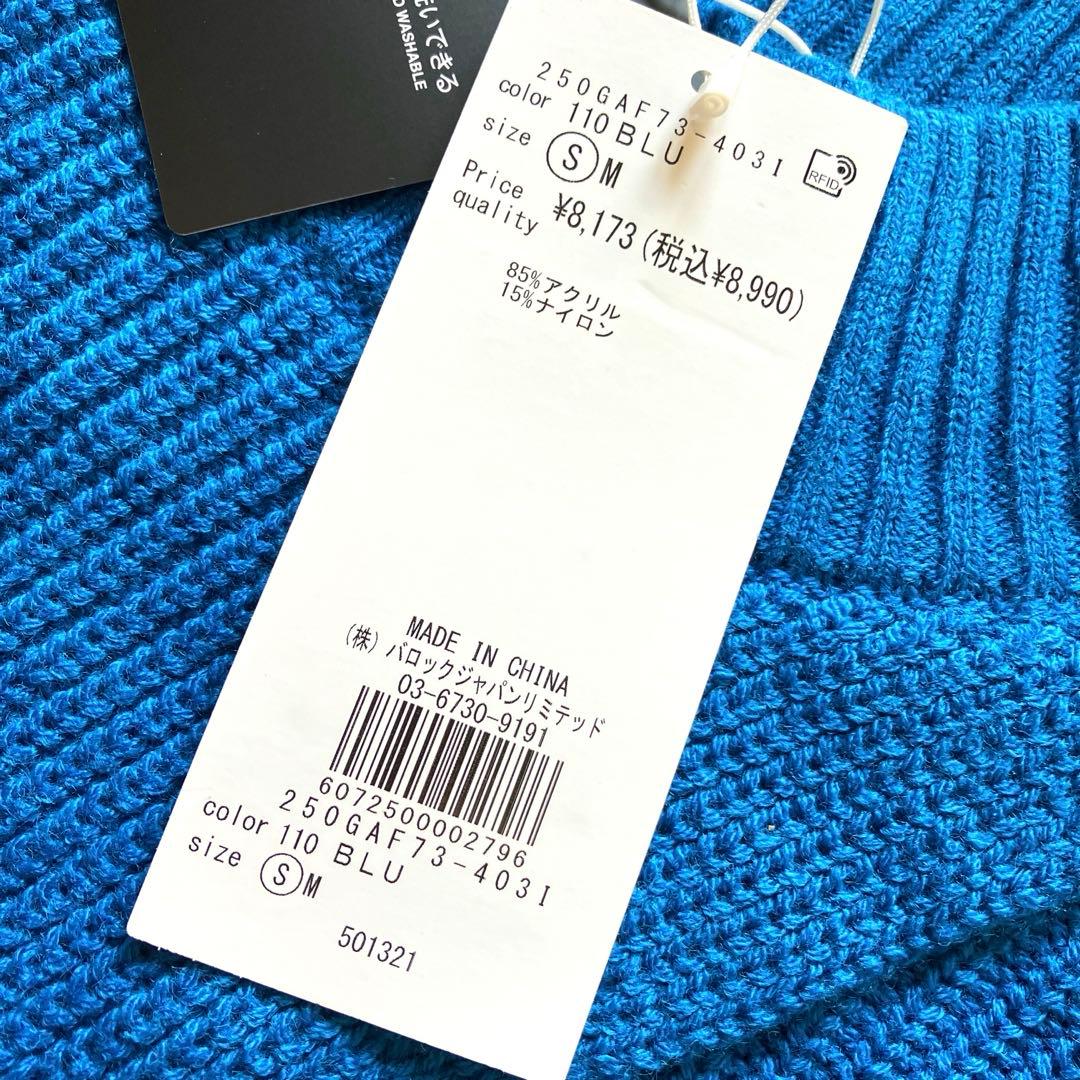 いできる
WASHABLE
250GAF73-403I
color 110 BLU
size Ⓢ M
Price ¥8,173(税込¥8,990)
quality
85%アクリル
15%ナイロン
RFID
MADE IN CHINA
(株)バロックジャパンリミテッド
03-6730-9191
6072500002796
250GAF73-403I
color 110 BLU
size Ⓢ M
501321